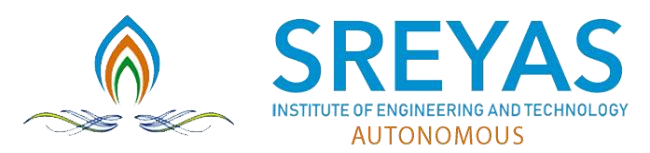 SREYAS
INSTITUTE OF ENGINEERING AND TECHNOLOGY
AUTONOMOUS